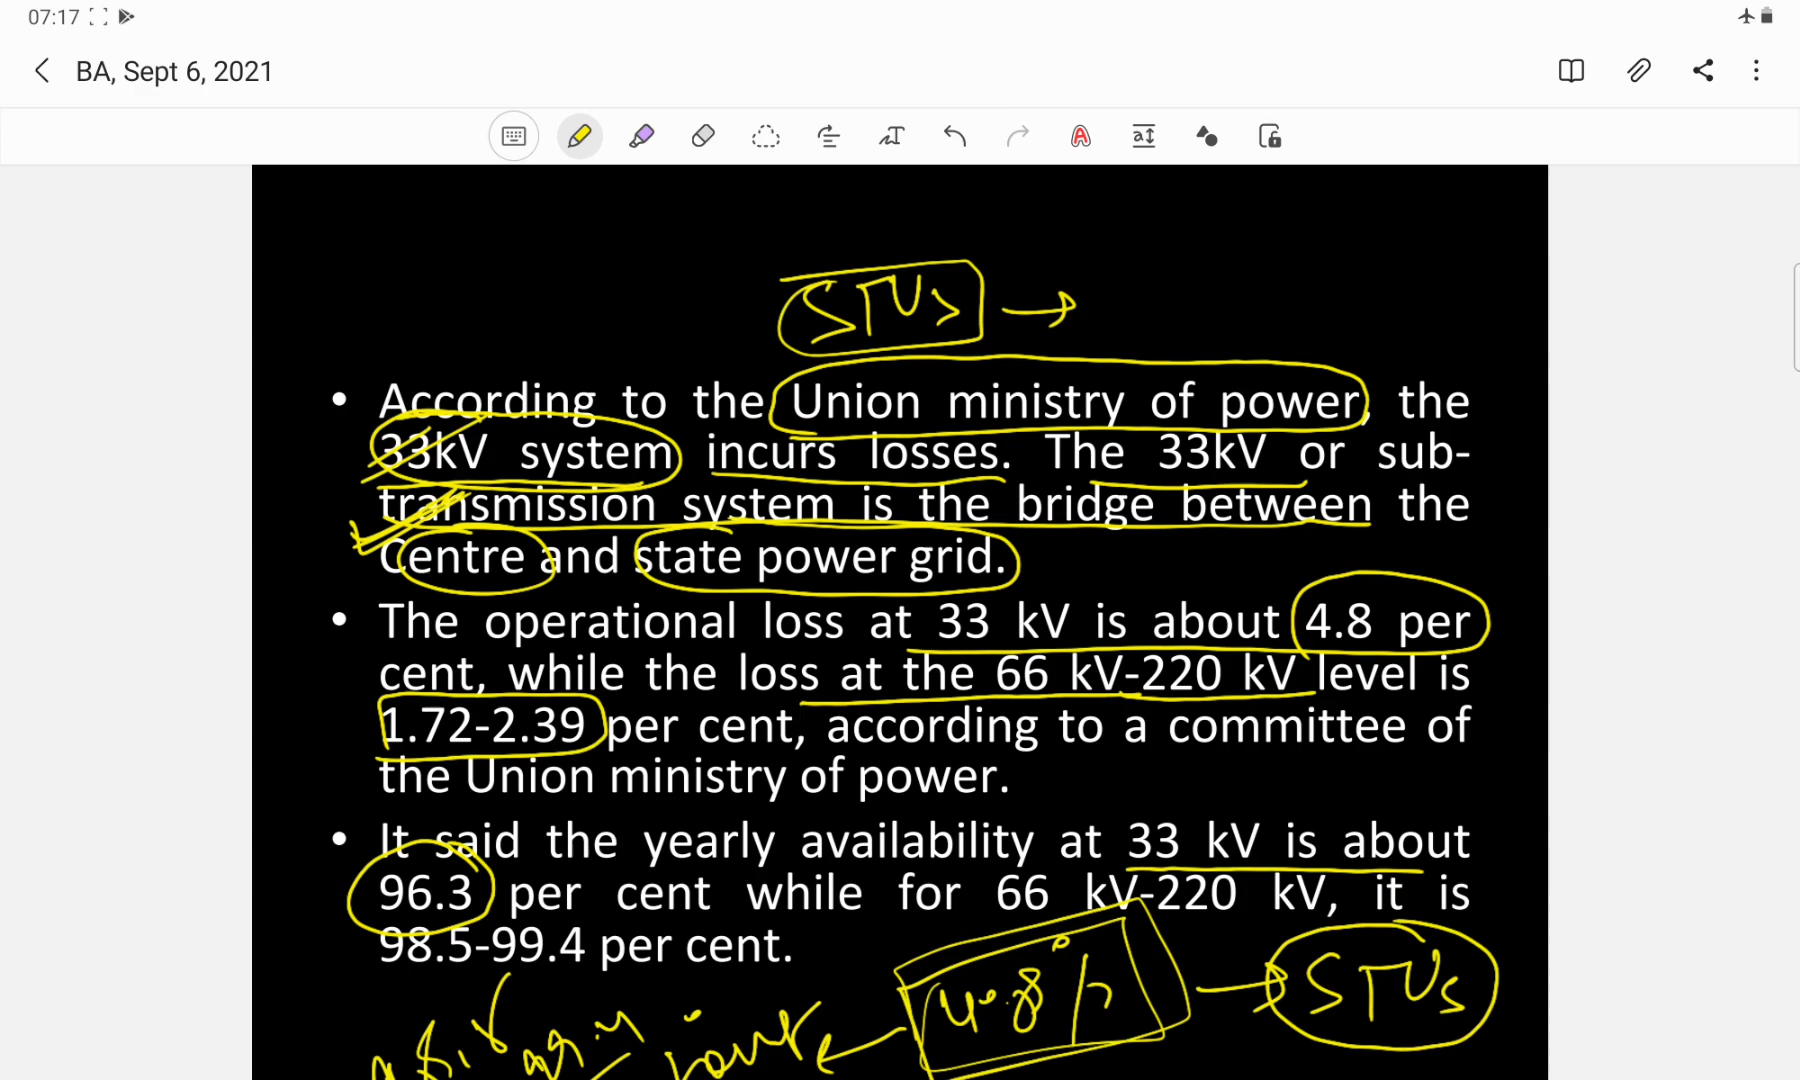 07:17
BA, Sept 6, 2021
STUs →
• According to the Union ministry of power, the
33kV system incurs losses. The 33kV or sub-
transmission system is the bridge between the
Centre and state power grid.
• The operational loss at 33 kV is about 4.8 per
cent, while the loss at the 66 kV-220 kV level is
1.72-2.39 per cent, according to a committee of
the Union ministry of power.
• It said the yearly availability at 33 kV is about
96.3 per cent while for 66 kV-220 kV, it is
98.5-99.4 per cent.
4.8% → STUs